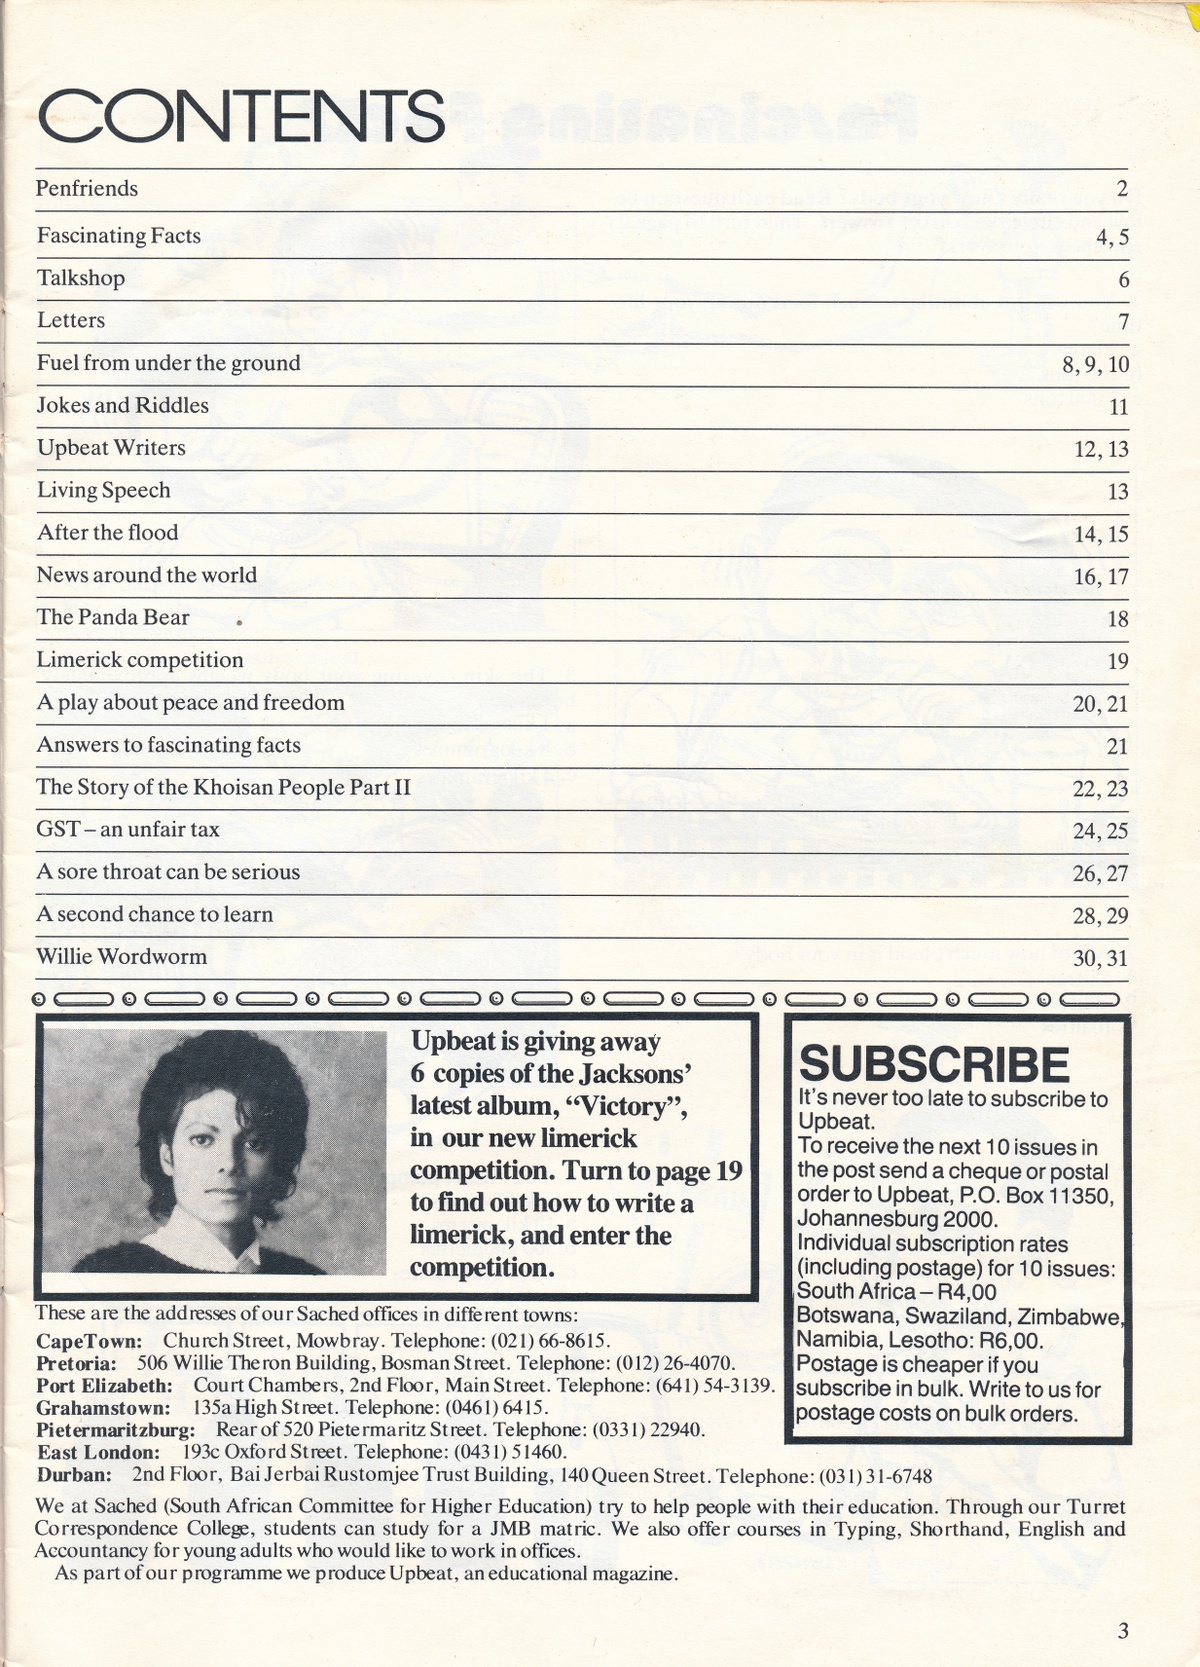 CONTENTS
Penfriends 2
Fascinating Facts 4, 5
Talkshop 6
Letters 7
Fuel from under the ground 8, 9, 10
Jokes and Riddles 11
Upbeat Writers 12, 13
Living Speech 13
After the flood 14, 15
News around the world 16, 17
The Panda Bear 18
Limerick competition 19
A play about peace and freedom 20, 21
Answers to fascinating facts 21
The Story of the Khoisan People Part II 22, 23
GST – an unfair tax 24, 25
A sore throat can be serious 26, 27
A second chance to learn 28, 29
Willie Wordworm 30, 31
Upbeat is giving away
6 copies of the Jacksons’
latest album, “Victory”,
in our new limerick
competition. Turn to page 19
to find out how to write a
limerick, and enter the
competition.
SUBSCRIBE
It’s never too late to subscribe to
Upbeat.
To receive the next 10 issues in
the post send a cheque or postal
order to Upbeat, P.O. Box 11350,
Johannesburg 2000.
Individual subscription rates
(including postage) for 10 issues:
South Africa – R4,00
Botswana, Swaziland, Zimbabwe,
Namibia, Lesotho: R6,00.
Postage is cheaper if you
subscribe in bulk. Write to us for
postage costs on bulk orders.
These are the addresses of our Sached offices in different towns:
Cape Town: Church Street, Mowbray. Telephone: (021) 66-8615.
Pretoria: 506 Willie Theron Building, Bosman Street. Telephone: (012) 26-4070.
Port Elizabeth: Court Chambers, 2nd Floor, Main Street. Telephone: (641) 54-3139.
Grahamstown: 135a High Street. Telephone: (0461) 6415.
Pietermaritzburg: Rear of 520 Pietermaritz Street. Telephone: (0331) 22940.
East London: 193c Oxford Street. Telephone: (0431) 51460.
Durban: 2nd Floor, Bai Jerbai Rustomjee Trust Building, 140 Queen Street. Telephone: (031) 31-6748
We at Sached (South African Committee for Higher Education) try to help people with their education. Through our Turret
Correspondence College, students can study for a JMB matric. We also offer courses in Typing, Shorthand, English and
Accountancy for young adults who would like to work in offices.
As part of our programme we produce Upbeat, an educational magazine.
3